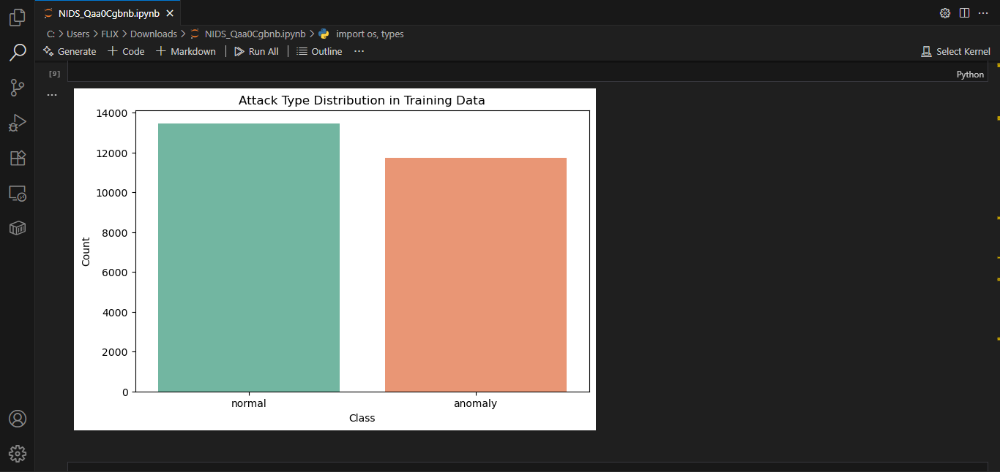 NIDS_Qaa0Cgbnb.ipynb
C: > Users > FLIX > Downloads > NIDS_Qaa0Cgbnb.ipynb > import os, types
Generate + Code + Markdown Run All Outline ...
Select Kernel
[9]
Python
...
Attack Type Distribution in Training Data
14000
12000
10000
8000
6000
4000
2000
0
Count
normal anomaly
Class